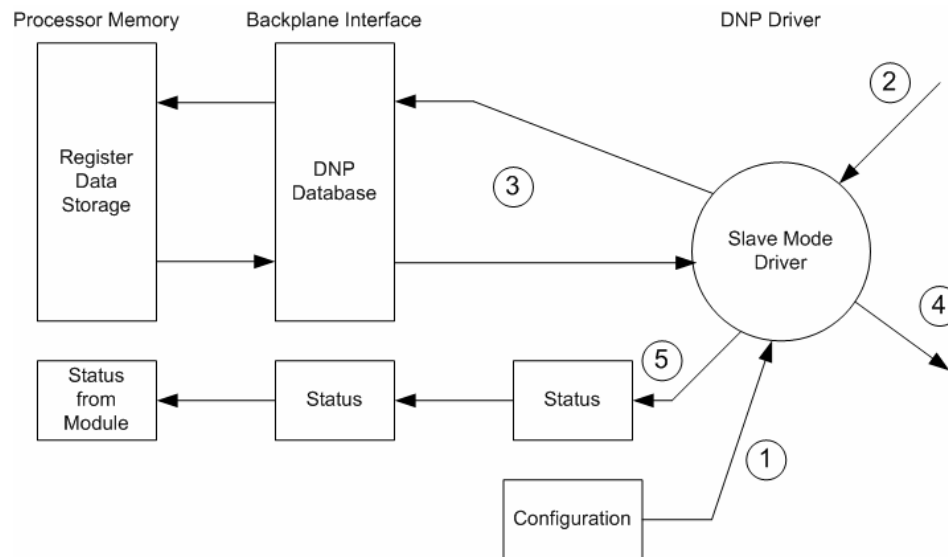 Processor Memory
Backplane Interface
DNP Driver
2
Register
Data
Storage
DNP
Database
3
Slave Mode
Driver
4
5
Status
from
Module
Status
Status
1
Configuration